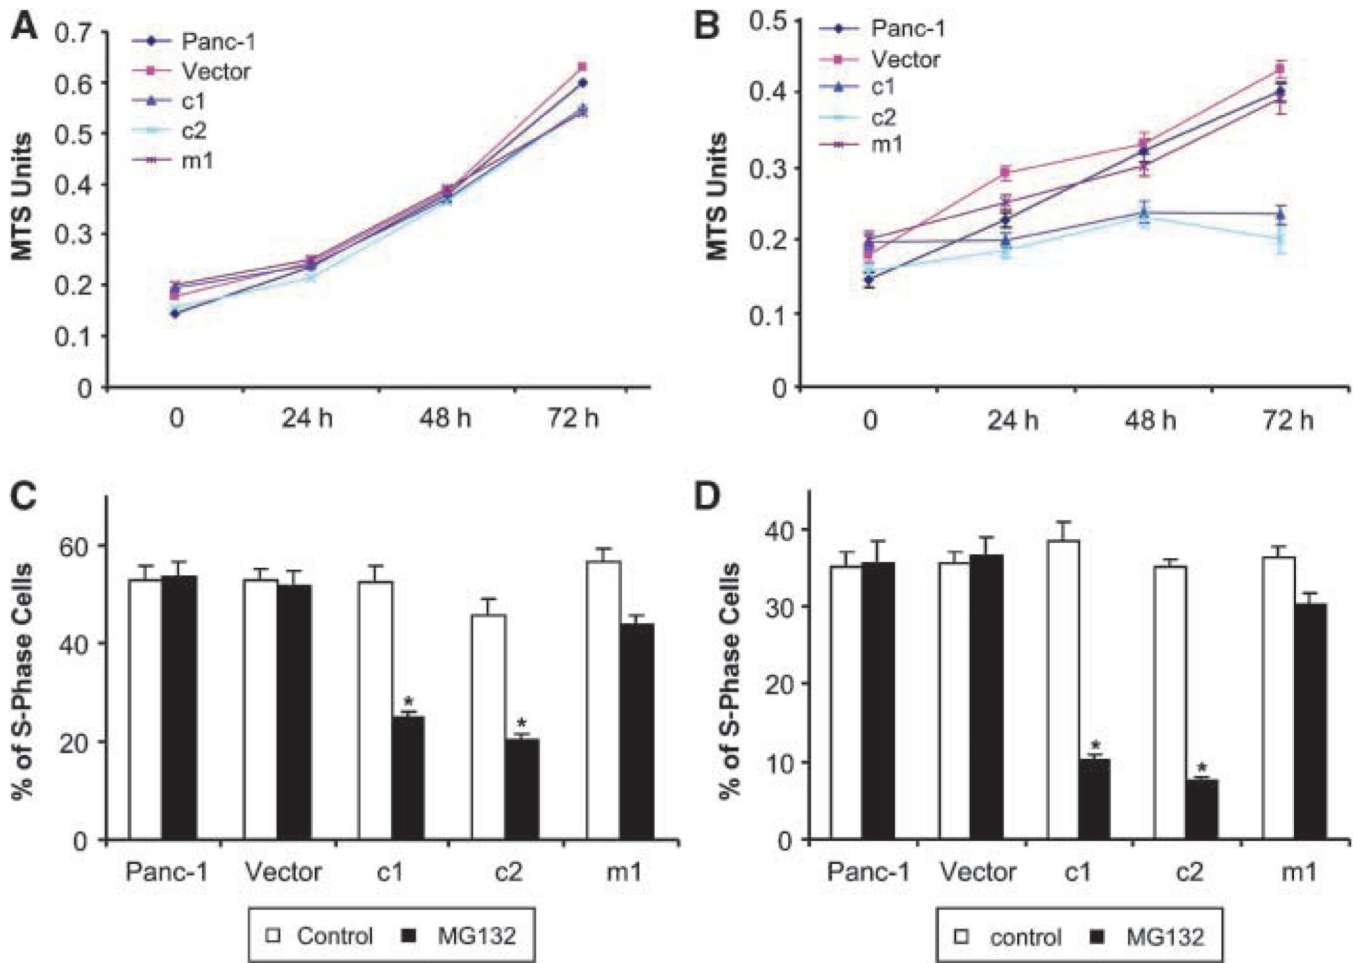 A
MTS Units
0.7
0.6
0.5
0.4
0.3
0.2
0.1
0
Panc-1
Vector
c1
c2
m1
0 24 h 48 h 72 h
B
MTS Units
0.5
0.4
0.3
0.2
0.1
0
Panc-1
Vector
c1
c2
m1
0 24 h 48 h 72 h
C
% of S-Phase Cells
60
40
20
0
* *
Panc-1 Vector c1 c2 m1
Control MG132
D
% of S-Phase Cells
40
30
20
10
0
* *
Panc-1 Vector c1 c2 m1
control MG132